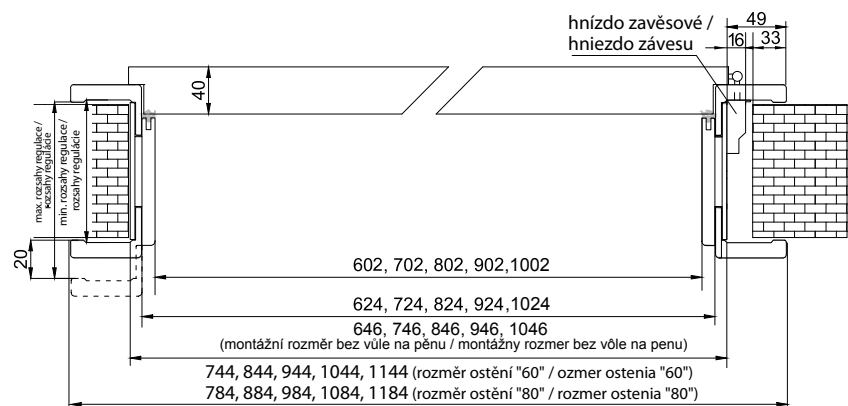 hnízdo zavěsové /
hniezdo závesu
49
16
33
40
max. rozsahy regulace /
rozsahy regulácie
min. rozsahy regulace /
rozsahy regulácie
20
602, 702, 802, 902,1002
624, 724, 824, 924,1024
646, 746, 846, 946, 1046
(montážní rozměr bez vůle na pěnu / montážny rozmer bez vôle na penu)
744, 844, 944, 1044, 1144 (rozměr ostění "60" / ozmer ostenia "60")
784, 884, 984, 1084, 1184 (rozměr ostění "80" / rozmer ostenia "80")